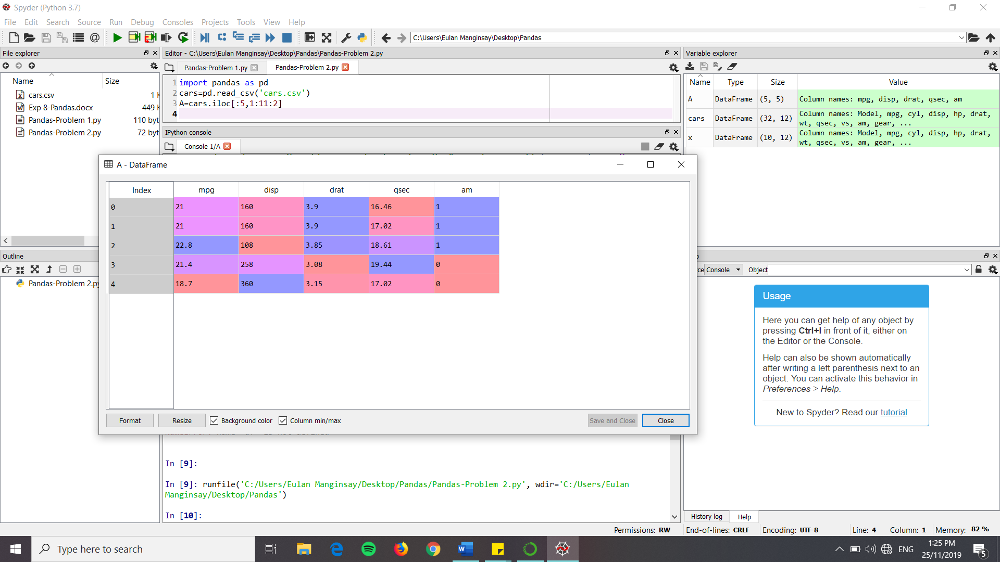 Spyder (Python 3.7)
File Edit Search Source Run Debug Consoles Projects Tools View Help
C:\Users\Eulan Manginsay\Desktop\Pandas
File explorer
Name Size
cars.csv 1 K
Exp 8-Pandas.docx 449 K
Pandas-Problem 1.py 110 byt
Pandas-Problem 2.py 72 byt
Outline
Pandas-Problem 2.py
Editor - C:\Users\Eulan Manginsay\Desktop\Pandas\Pandas-Problem 2.py
Pandas-Problem 1.py Pandas-Problem 2.py
1 import pandas as pd
2 cars=pd.read_csv('cars.csv')
3 A=cars.iloc[:5,1:11:2]
4
IPython console
Console 1/A
A - DataFrame
Index mpg disp drat qsec am
0 21 160 3.9 16.46 1
1 21 160 3.9 17.02 1
2 22.8 108 3.85 18.61 1
3 21.4 258 3.08 19.44 0
4 18.7 360 3.15 17.02 0
Format Resize Background color Column min/max Save and Close Close
In [9]:
In [9]: runfile('C:/Users/Eulan Manginsay/Desktop/Pandas/Pandas-Problem 2.py', wdir='C:/Users/Eulan
Manginsay/Desktop/Pandas')
In [10]:
Variable explorer
Name Type Size Value
A DataFrame (5, 5) Column names: mpg, disp, drat, qsec, am
cars DataFrame (32, 12) Column names: Model, mpg, cyl, disp, hp, drat,
wt, qsec, vs, am, gear, ...
x DataFrame (10, 12) Column names: Model, mpg, cyl, disp, hp, drat,
wt, qsec, vs, am, gear, ...
Console Object
Usage
Here you can get help of any object by
pressing Ctrl+I in front of it, either on
the Editor or the Console.
Help can also be shown automatically
after writing a left parenthesis next to an
object. You can activate this behavior in
Preferences > Help.
New to Spyder? Read our tutorial
History log Help
Permissions: RW End-of-lines: CRLF Encoding: UTF-8 Line: 4 Column: 1 Memory: 82 %
Type here to search
ENG
1:25 PM
25/11/2019
5